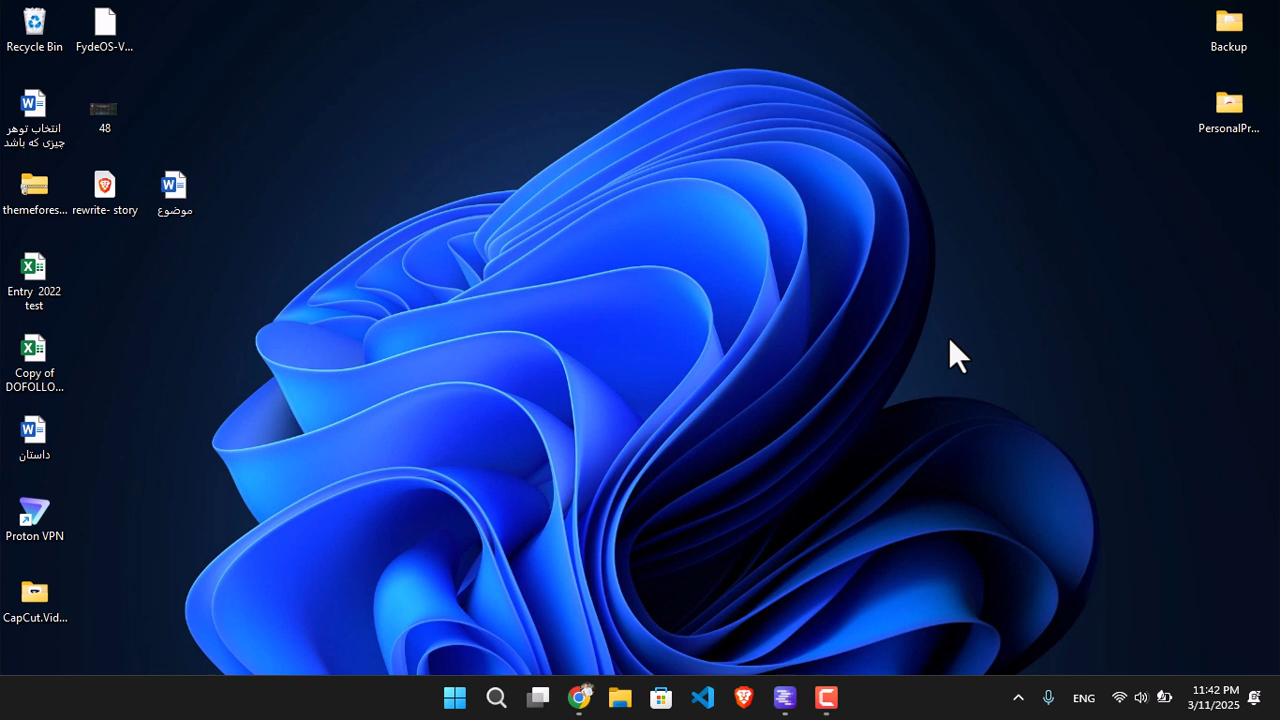 Recycle Bin
FydeOS-V...
انتخاب توهر
چیزی که باشد
48
themefores...
rewrite- story
موضوع
Entry 2022
test
Copy of
DOFOLLO...
داستان
Proton VPN
CapCut.Vid...
Backup
PersonalPr...
ENG
11:42 PM
3/11/2025